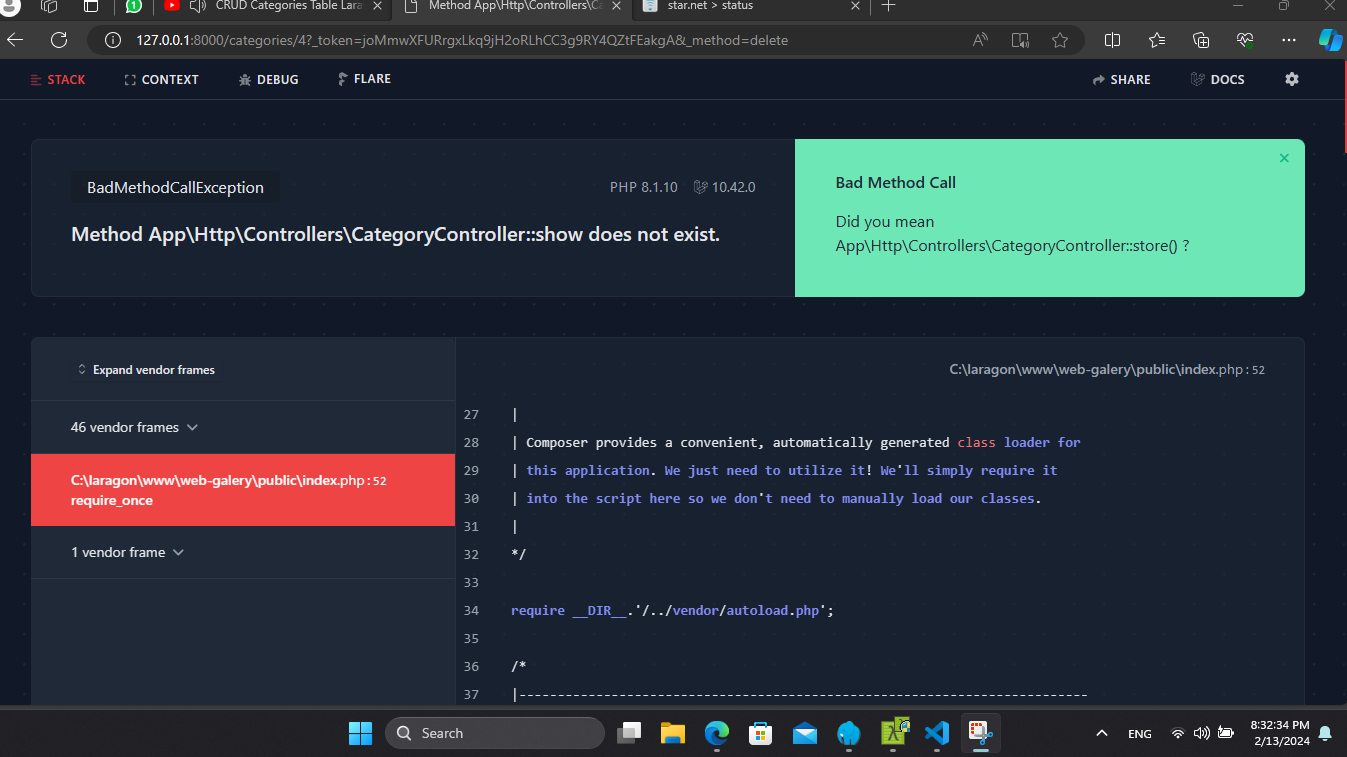 CRUD Categories Table Lara
Method App\Http\Controllers\Ca
star.net > status
127.0.0.1:8000/categories/4?_token=joMmwXFURrgxLkq9jH2oRLhCC3g9RY4QZtFEakgA&_method=delete
STACK CONTEXT DEBUG FLARE SHARE DOCS
BadMethodCallException PHP 8.1.10 10.42.0
Method App\Http\Controllers\CategoryController::show does not exist.
Bad Method Call
Did you mean
App\Http\Controllers\CategoryController::store() ?
Expand vendor frames
46 vendor frames
C:\laragon\www\web-galery\public\index.php:52
require_once
1 vendor frame
C:\laragon\www\web-galery\public\index.php:52
27 |
28 | Composer provides a convenient, automatically generated class loader for
29 | this application. We just need to utilize it! We'll simply require it
30 | into the script here so we don't need to manually load our classes.
31 |
32 */
33
34 require __DIR__.'/../vendor/autoload.php';
35
36 /*
37 |--------------------------------------------------------------------------
Search
ENG
8:32:34 PM
2/13/2024